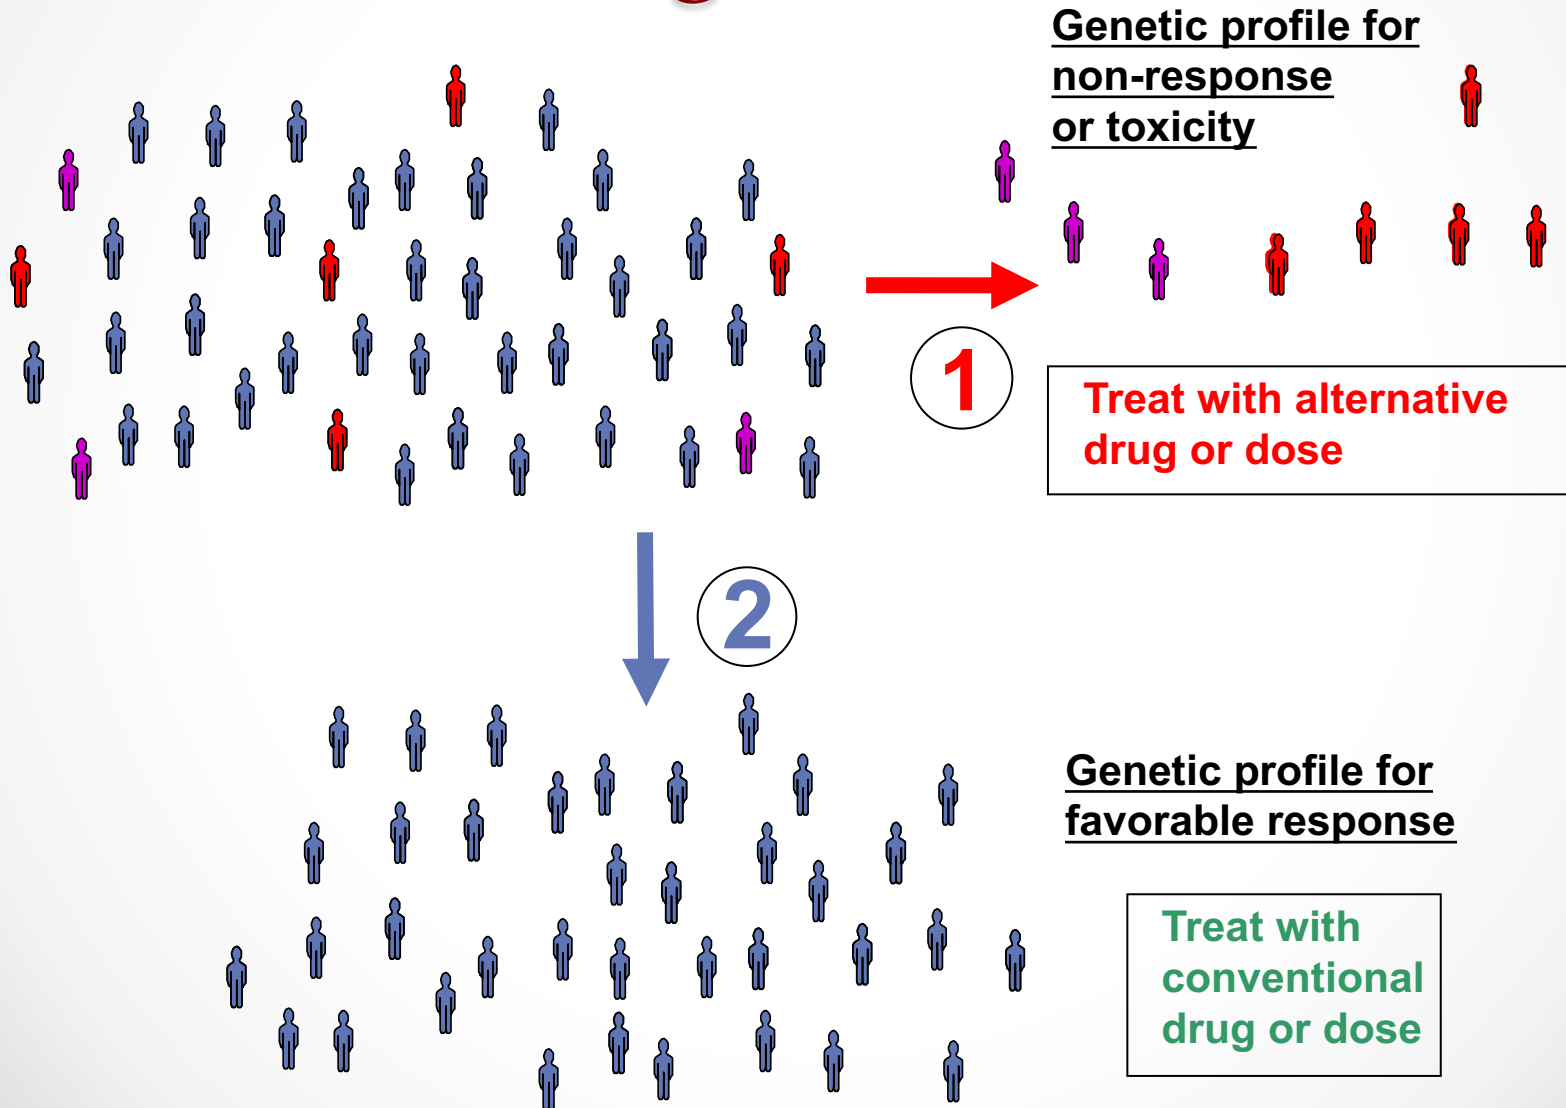 Genetic profile for
non-response
or toxicity
1
Treat with alternative
drug or dose
2
Genetic profile for
favorable response
Treat with
conventional
drug or dose